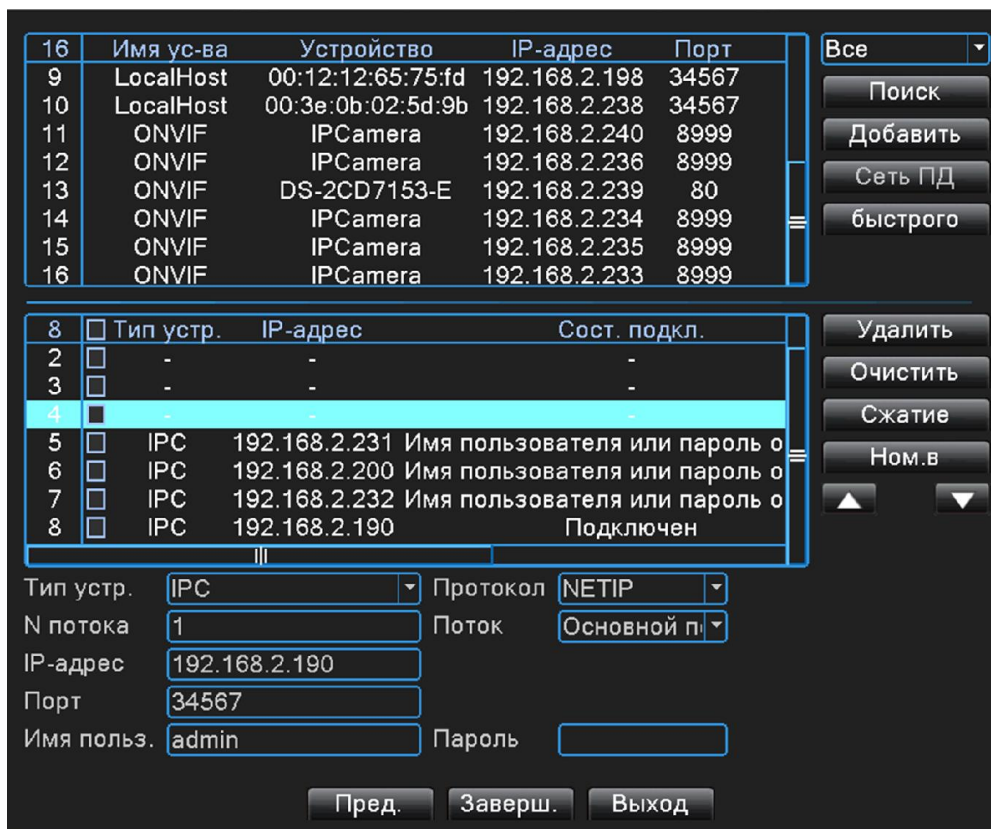 16 Имя ус-ва Устройство IP-адрес Порт Все
9 LocalHost 00:12:12:65:75:fd 192.168.2.198 34567
Поиск
10 LocalHost 00:3e:0b:02:5d:9b 192.168.2.238 34567
11 ONVIF IPCamera 192.168.2.240 8999
Добавить
12 ONVIF IPCamera 192.168.2.236 8999
Сеть ПД
13 ONVIF DS-2CD7153-E 192.168.2.239 80
14 ONVIF IPCamera 192.168.2.234 8999
быстрого
15 ONVIF IPCamera 192.168.2.235 8999
16 ONVIF IPCamera 192.168.2.233 8999
8 Тип устр. IP-адрес Сост. подкл.
Удалить
2 - - -
3 - - -
Очистить
4 - - -
Сжатие
5 IPC 192.168.2.231 Имя пользователя или пароль о
Ном.в
6 IPC 192.168.2.200 Имя пользователя или пароль о
7 IPC 192.168.2.232 Имя пользователя или пароль о
8 IPC 192.168.2.190 Подключен
Тип устр. IPC Протокол NETIP
N потока 1 Поток Основной п
IP-адрес 192.168.2.190
Порт 34567
Имя польз. admin Пароль
Пред. Заверш. Выход